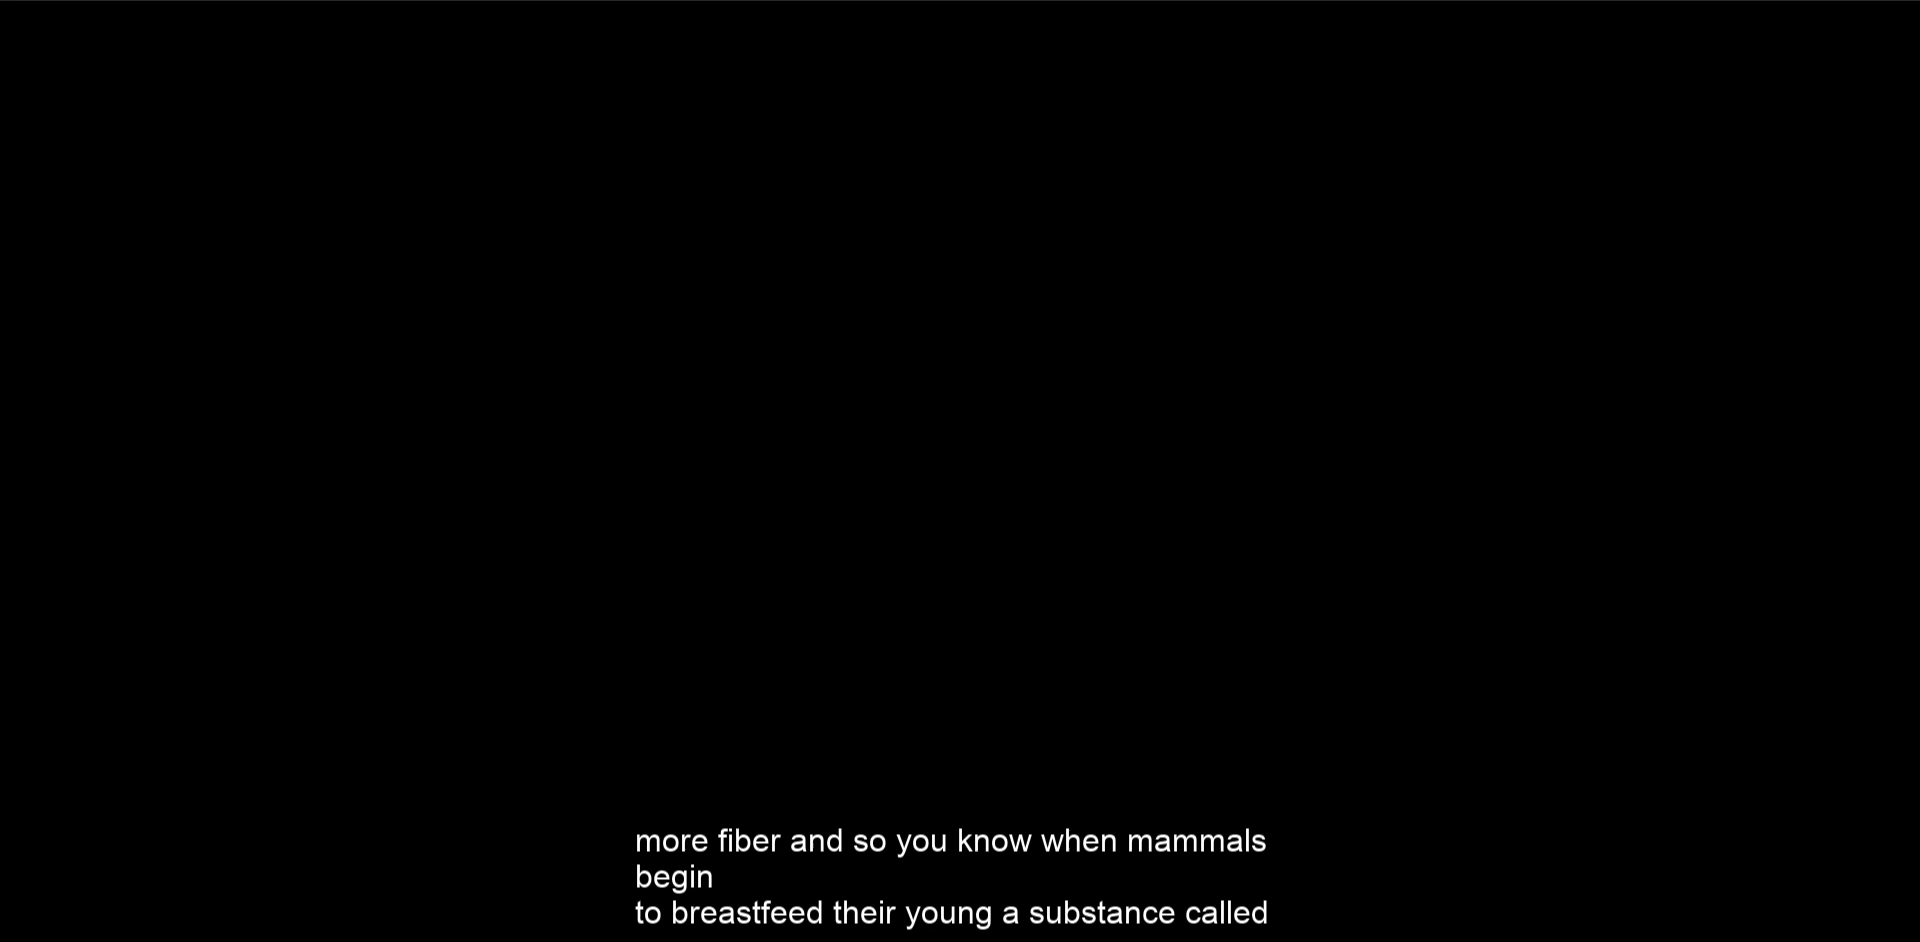 more fiber and so you know when mammals
begin
to breastfeed their young a substance called